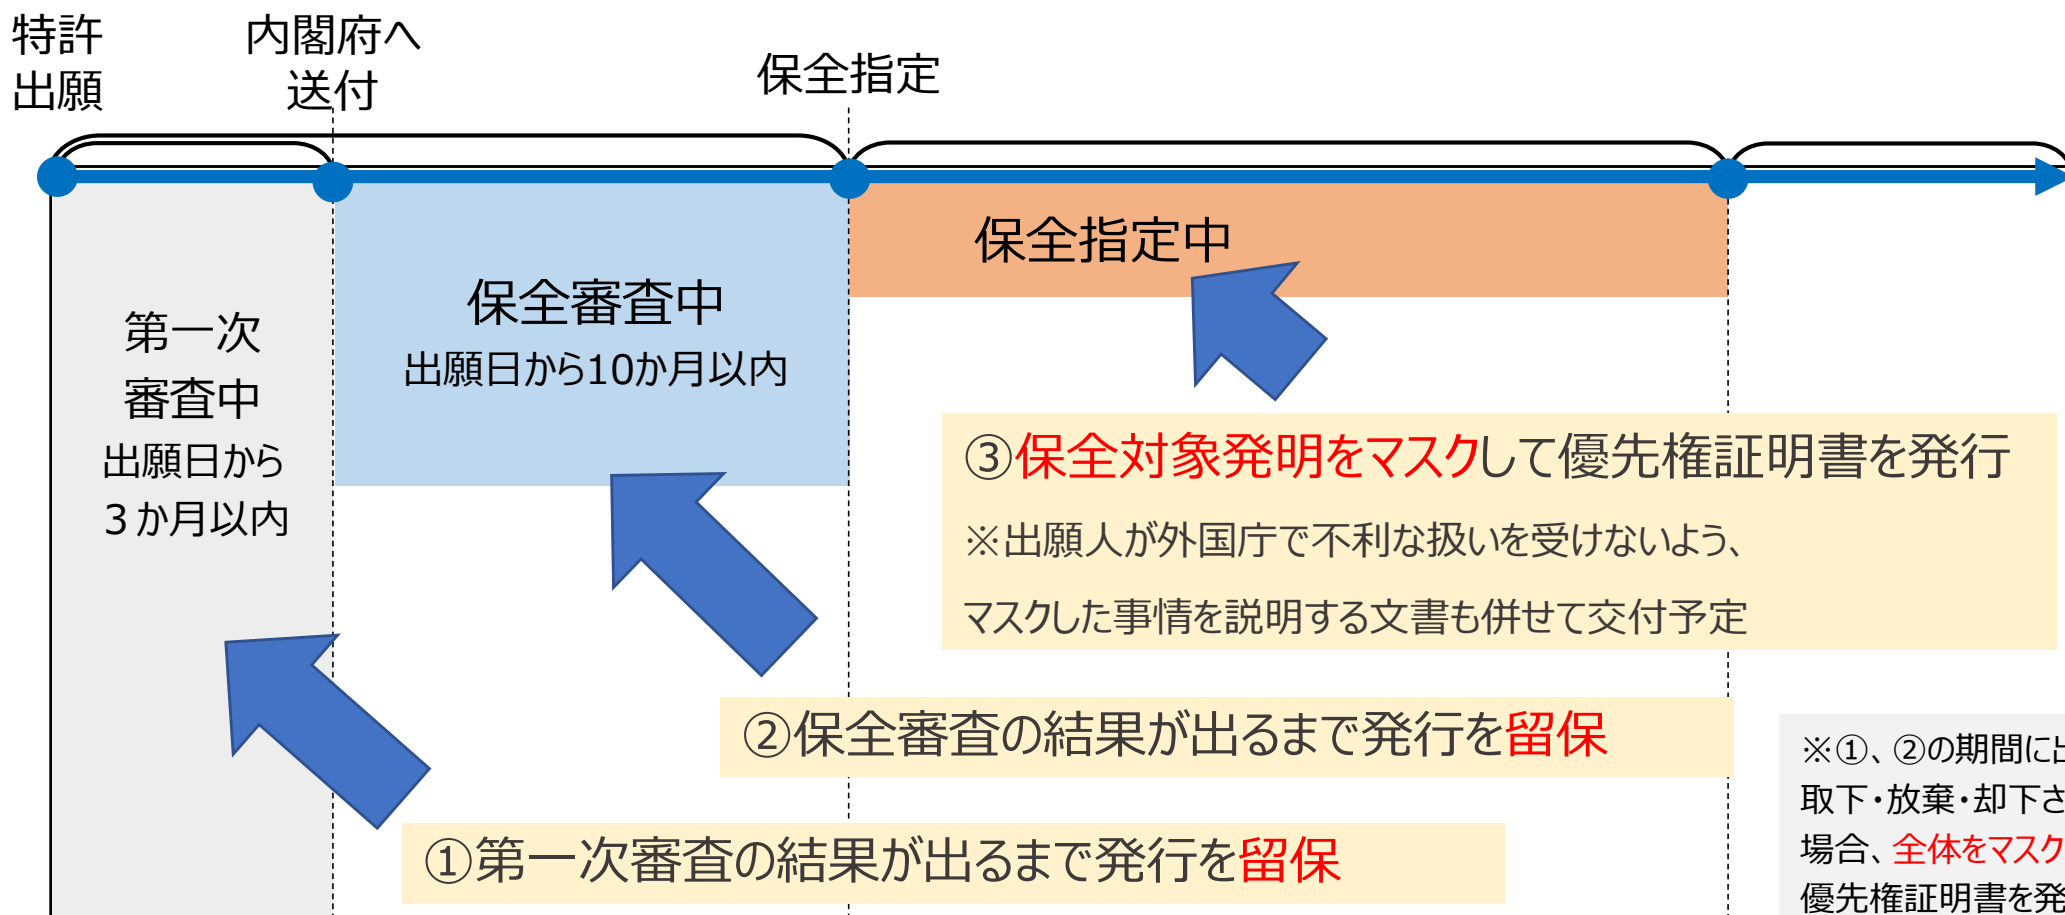 特許
出願
内閣府へ
送付
保全指定
保全指定中
保全審査中
出願日から10か月以内
第一次
審査中
出願日から
３か月以内
③保全対象発明をマスクして優先権証明書を発行
※出願人が外国庁で不利な扱いを受けないよう、
マスクした事情を説明する文書も併せて交付予定
②保全審査の結果が出るまで発行を留保
①第一次審査の結果が出るまで発行を留保
※①、②の期間に出
取下・放棄・却下さ
場合、全体をマスク
優先権証明書を発